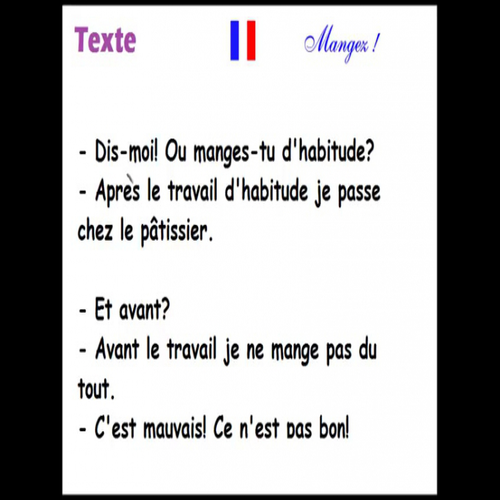 Texte
Mangez !
- Dis-moi! Ou manges-tu d'habitude?
- Après le travail d'habitude je passe
chez le pâtissier.
- Et avant?
- Avant le travail je ne mange pas du
tout.
- C'est mauvais! Ce n'est pas bon!